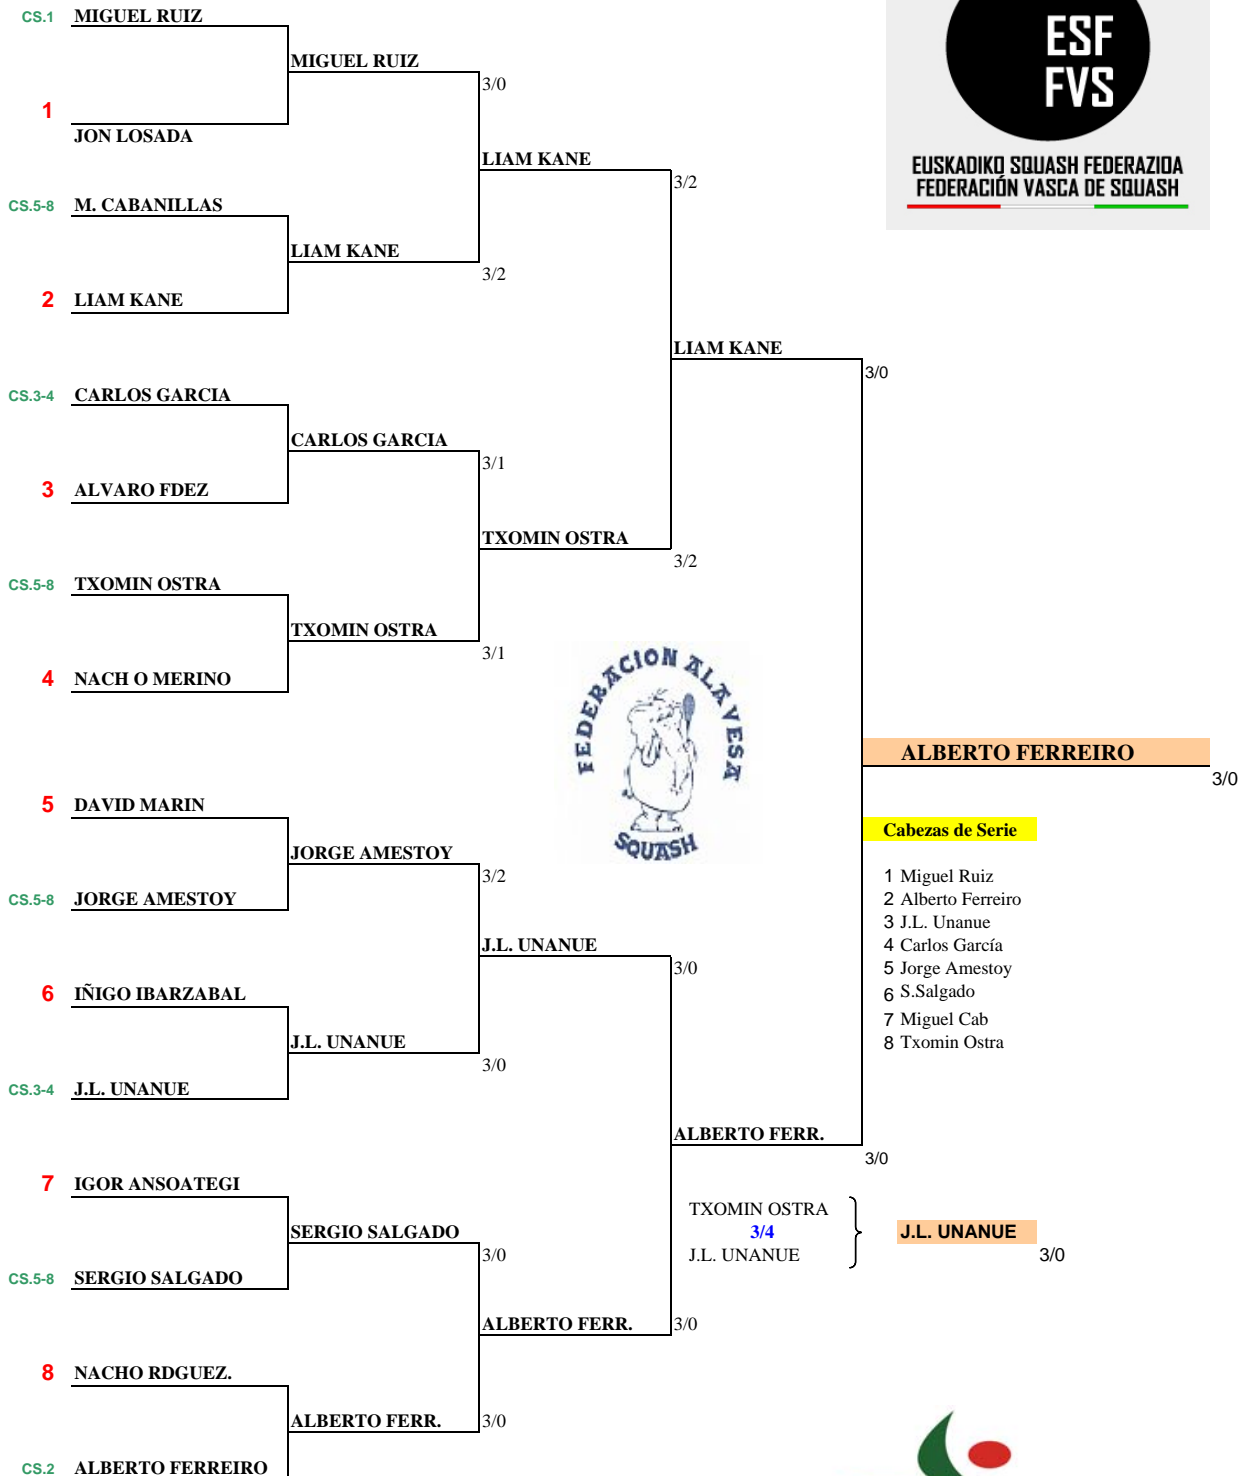 CS.1 MIGUEL RUIZ
MIGUEL RUIZ
3/0
1
JON LOSADA
LIAM KANE
3/2
CS.5-8 M. CABANILLAS
LIAM KANE
3/2
2 LIAM KANE
LIAM KANE
3/0
CS.3-4 CARLOS GARCIA
CARLOS GARCIA
3/1
3 ALVARO FDEZ
TXOMIN OSTRA
3/2
CS.5-8 TXOMIN OSTRA
TXOMIN OSTRA
3/1
4 NACH O MERINO
ESF
FVS
EUSKADIKO SQUASH FEDERAZIOA
FEDERACIÓN VASCA DE SQUASH
FEDERACION ALAVESA
SQUASH
ALBERTO FERREIRO
3/0
5 DAVID MARIN
JORGE AMESTOY
3/2
CS.5-8 JORGE AMESTOY
J.L. UNANUE
3/0
6 IÑIGO IBARZABAL
J.L. UNANUE
3/0
CS.3-4 J.L. UNANUE
ALBERTO FERR.
3/0
7 IGOR ANSOATEGI
SERGIO SALGADO
3/0
CS.5-8 SERGIO SALGADO
ALBERTO FERR.
3/0
8 NACHO RDGUEZ.
ALBERTO FERR.
3/0
CS.2 ALBERTO FERREIRO
Cabezas de Serie
1 Miguel Ruiz
2 Alberto Ferreiro
3 J.L. Unanue
4 Carlos García
5 Jorge Amestoy
6 S.Salgado
7 Miguel Cab
8 Txomin Ostra
TXOMIN OSTRA
3/4
J.L. UNANUE
J.L. UNANUE
3/0